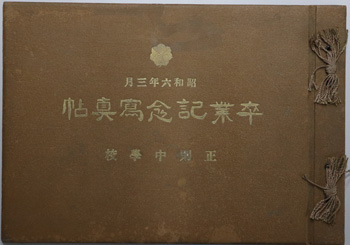 昭和六年三月
卒業記念寫眞帖
正則中學校